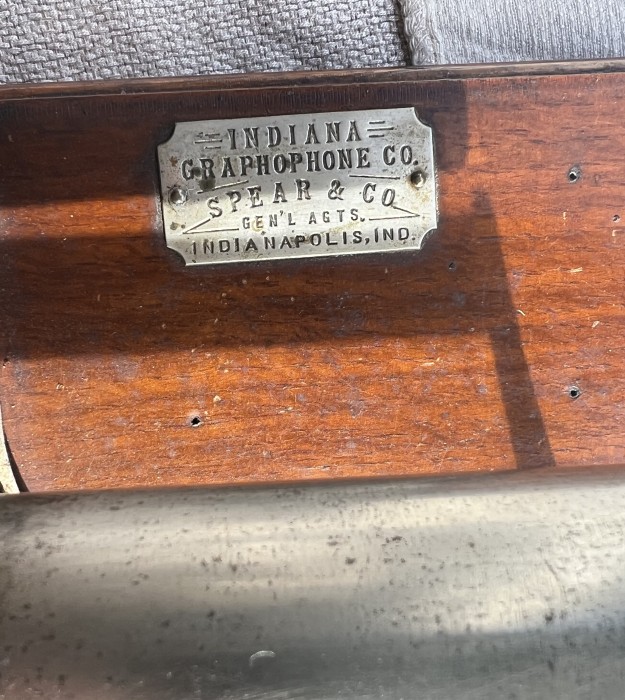 INDIANA
GRAPHOPHONE CO.
SPEAR & CO
GEN'L AGTS.
INDIANAPOLIS, IND.